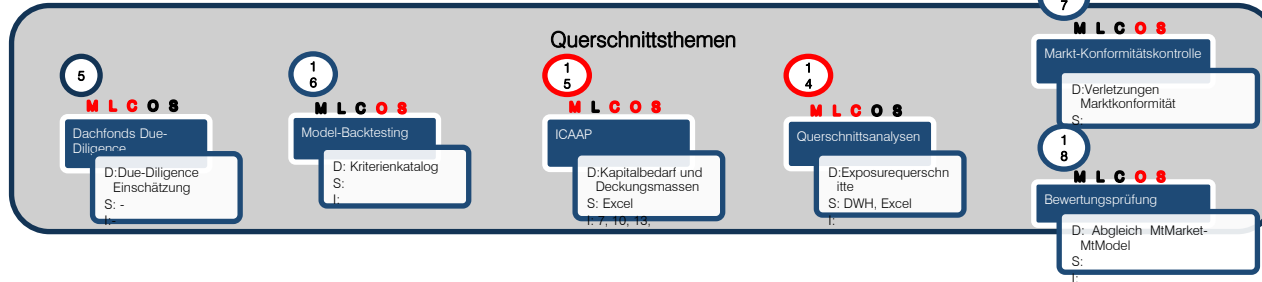 Querschnittsthemen
5
M L C O S
Dachfonds Due-
Diligence
D:Due-Diligence
Einschätzung
S: -
I:-
1
6
M L C O S
Model-Backtesting
D: Kriterienkatalog
S:
I:
1
5
M L C O S
ICAAP
D:Kapitalbedarf und
Deckungsmassen
S: Excel
I: 7, 10, 13,
1
4
M L C O S
Querschnittsanalysen
D:Exposurequerschn
itte
S: DWH, Excel
I:
7
M L C O S
Markt-Konformitätskontrolle
D:Verletzungen
Marktkonformität
S:
1
8
M L C O S
Bewertungsprüfung
D: Abgleich MtMarket-
MtModel
S:
I: